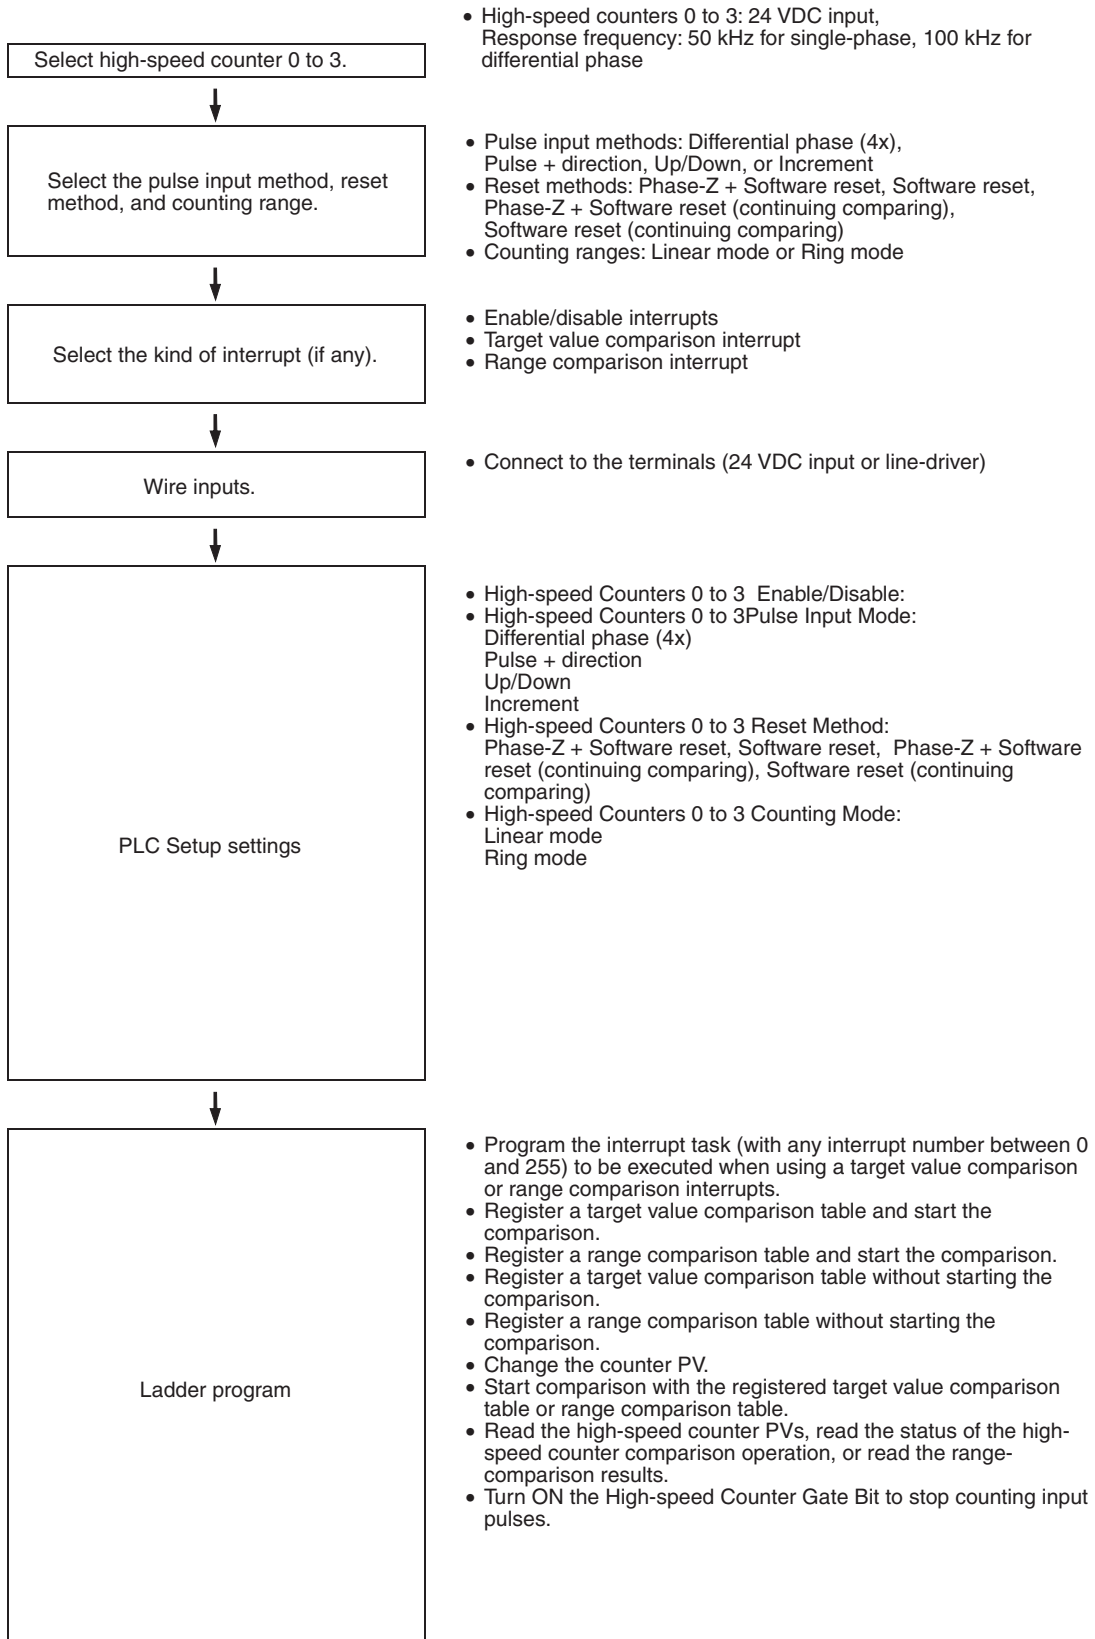 • High-speed counters 0 to 3: 24 VDC input,
Response frequency: 50 kHz for single-phase, 100 kHz for
differential phase
Select high-speed counter 0 to 3.
• Pulse input methods: Differential phase (4x),
Pulse + direction, Up/Down, or Increment
• Reset methods: Phase-Z + Software reset, Software reset,
Phase-Z + Software reset (continuing comparing),
Software reset (continuing comparing)
• Counting ranges: Linear mode or Ring mode
Select the pulse input method, reset
method, and counting range.
• Enable/disable interrupts
• Target value comparison interrupt
• Range comparison interrupt
Select the kind of interrupt (if any).
• Connect to the terminals (24 VDC input or line-driver)
Wire inputs.
• High-speed Counters 0 to 3  Enable/Disable:
• High-speed Counters 0 to 3Pulse Input Mode:
Differential phase (4x)
Pulse + direction
Up/Down
Increment
• High-speed Counters 0 to 3 Reset Method:
Phase-Z + Software reset, Software reset,  Phase-Z + Software
reset (continuing comparing), Software reset (continuing
comparing)
• High-speed Counters 0 to 3 Counting Mode:
Linear mode
Ring mode
PLC Setup settings
• Program the interrupt task (with any interrupt number between 0
and 255) to be executed when using a target value comparison
or range comparison interrupts.
• Register a target value comparison table and start the
comparison.
• Register a range comparison table and start the comparison.
• Register a target value comparison table without starting the
comparison.
• Register a range comparison table without starting the
comparison.
• Change the counter PV.
• Start comparison with the registered target value comparison
table or range comparison table.
• Read the high-speed counter PVs, read the status of the high-
speed counter comparison operation, or read the range-
comparison results.
• Turn ON the High-speed Counter Gate Bit to stop counting input
pulses.
Ladder program